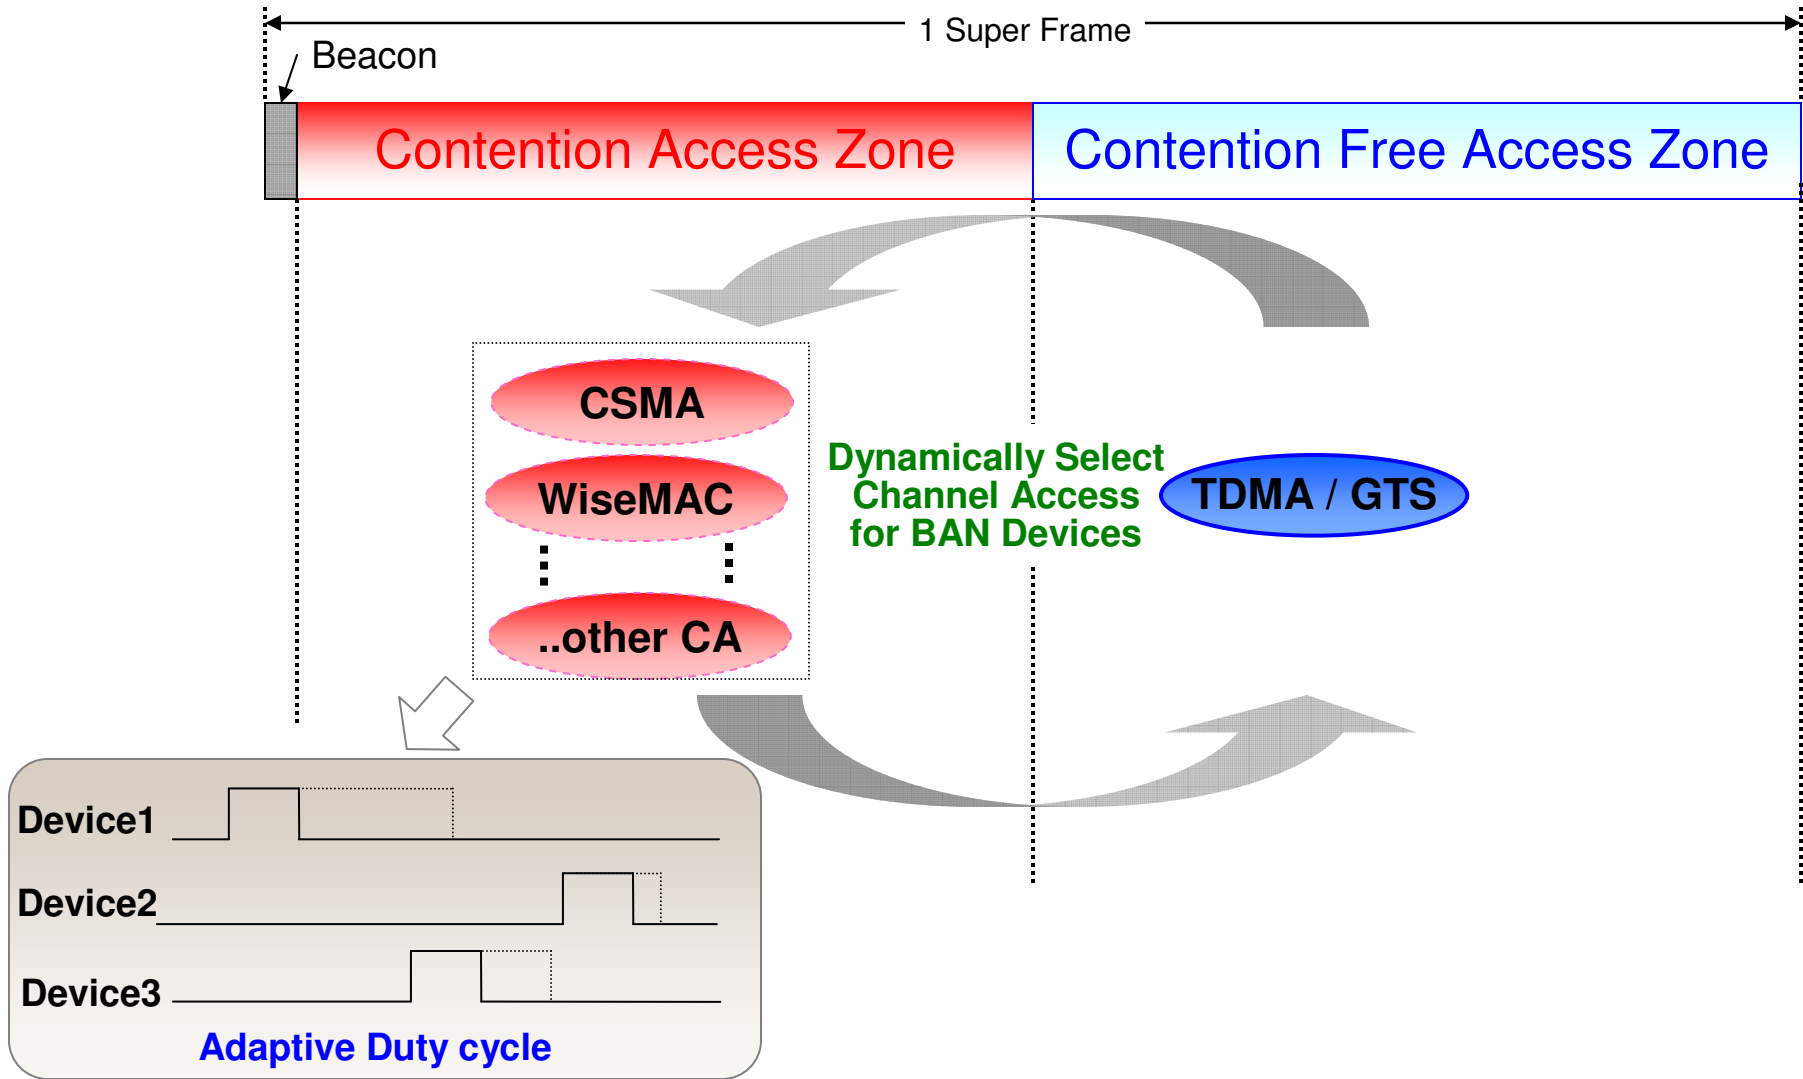 1 Super Frame
Beacon
Contention Access Zone
Contention Free Access Zone
CSMA
WiseMAC
..other CA
Dynamically Select
Channel Access
for BAN Devices
TDMA / GTS
Device1
Device2
Device3
Adaptive Duty cycle